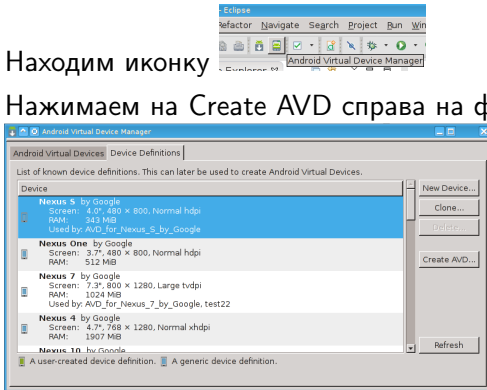 - Eclipse
Refactor Navigate Search Project Run
Находим иконку
Android Virtual Device Manager
Explorer
Нажимаем на Create AVD справа на ф
Android Virtual Device Manager
Android Virtual Devices Device Definitions
List of known device definitions. This can later be used to create Android Virtual Devices.
Device
Nexus S by Google
Screen: 4.0", 480 × 800, Normal hdpi
RAM: 343 MiB
Used by: AVD_for_Nexus_S_by_Google
Nexus One by Google
Screen: 3.7", 480 × 800, Normal hdpi
RAM: 512 MiB
Nexus 7 by Google
Screen: 7.3", 800 × 1280, Large tvdpi
RAM: 1024 MiB
Used by: AVD_for_Nexus_7_by_Google, test22
Nexus 4 by Google
Screen: 4.7", 768 × 1280, Normal xhdpi
RAM: 1907 MiB
Nexus 10 by Google
New Device...
Clone...
Delete...
Create AVD...
Refresh
A user-created device definition. A generic device definition.